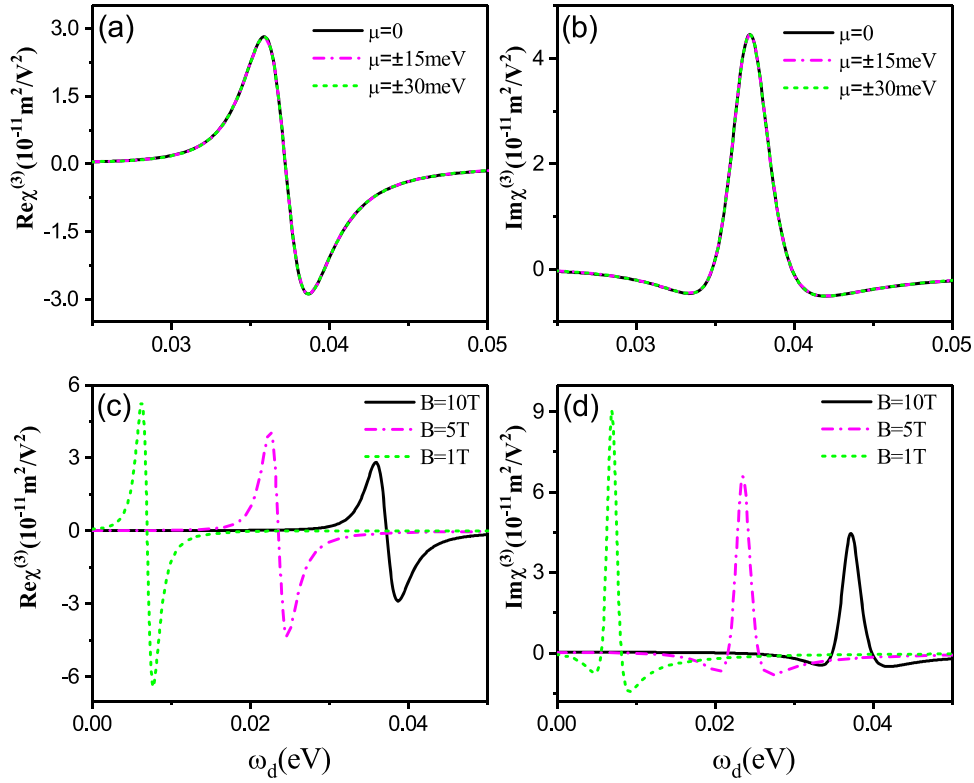 (a)
μ=0
μ=±15meV
μ=±30meV
Reχ⁽³⁾(10⁻¹¹m²/V²)
3.0
1.5
0.0
-1.5
-3.0
0.03 0.04 0.05
(b)
μ=0
μ=±15meV
μ=±30meV
Imχ⁽³⁾(10⁻¹¹m²/V²)
4
2
0
0.03 0.04 0.05
(c)
B=10T
B=5T
B=1T
Reχ⁽³⁾(10⁻¹¹m²/V²)
6
3
0
-3
-6
0.00 0.02 0.04
ω_d(eV)
(d)
B=10T
B=5T
B=1T
Imχ⁽³⁾(10⁻¹¹m²/V²)
9
6
3
0
0.00 0.02 0.04
ω_d(eV)